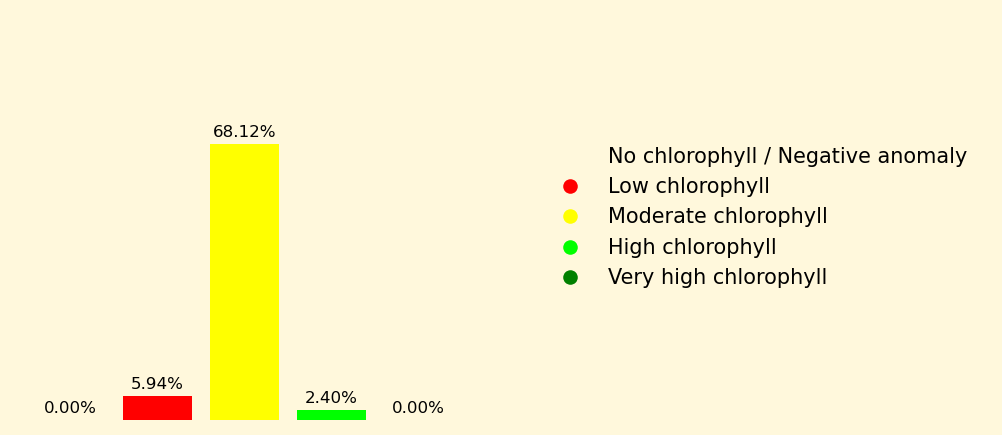 68.12%
5.94%
2.40%
0.00%
0.00%
No chlorophyll / Negative anomaly
Low chlorophyll
Moderate chlorophyll
High chlorophyll
Very high chlorophyll